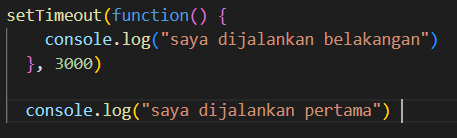 setTimeout(function() {
console.log("saya dijalankan belakangan")
}, 3000)
console.log("saya dijalankan pertama")